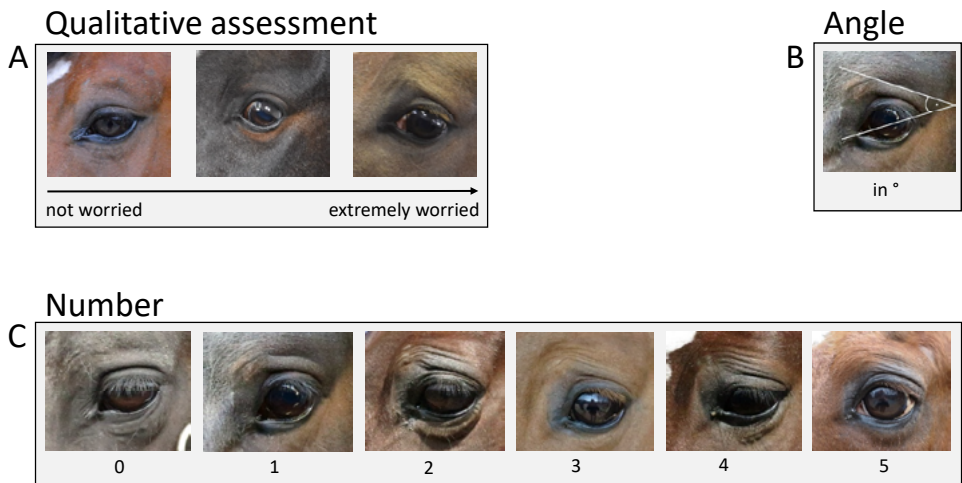 Qualitative assessment
A
not worried
extremely worried
Angle
B
in °
Number
C
0 1 2 3 4 5